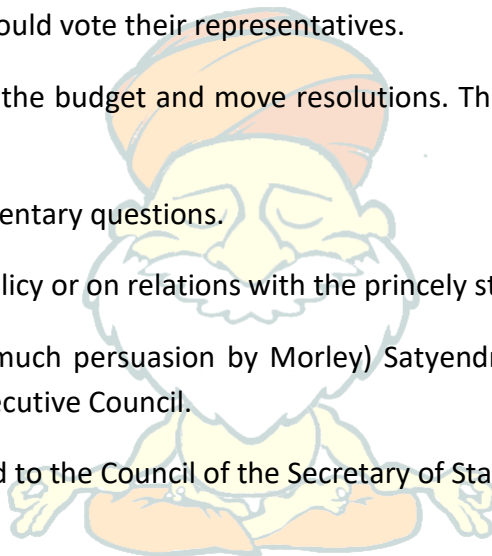 ould vote their representatives.
the budget and move resolutions. Th
entary questions.
licy or on relations with the princely st
much persuasion by Morley) Satyendr
ecutive Council.
d to the Council of the Secretary of Sta